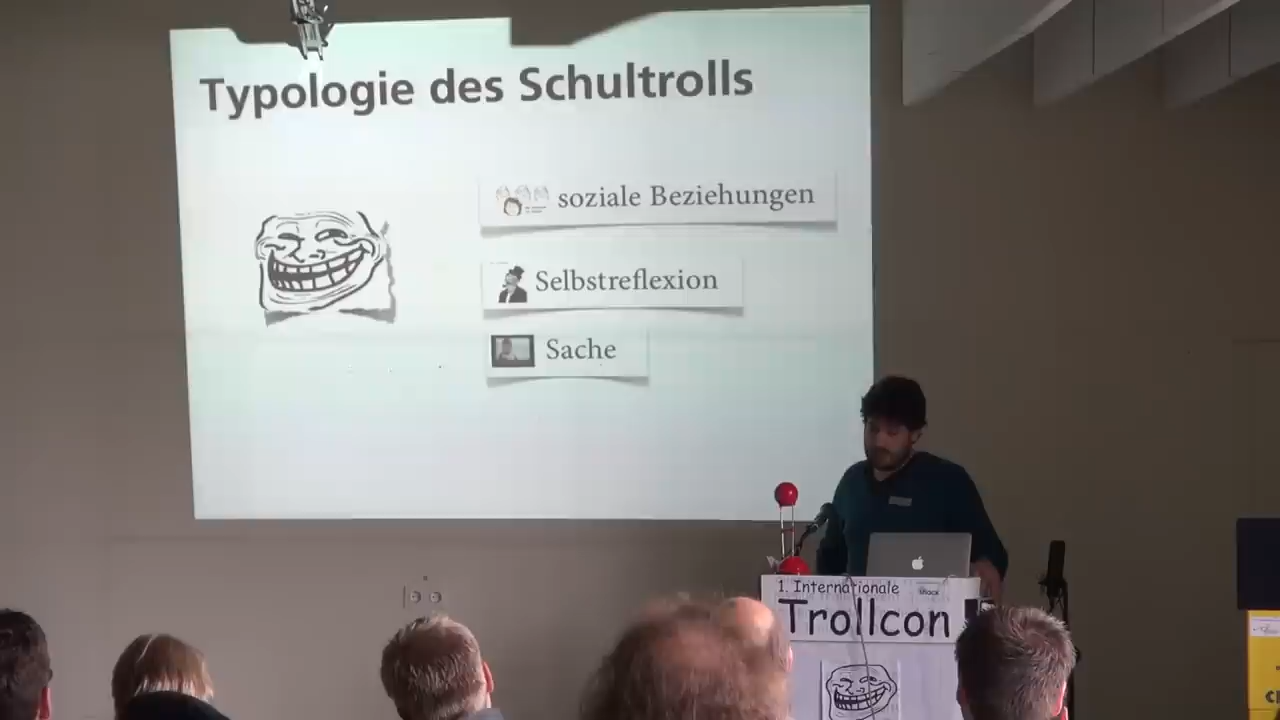 Typologie des Schultrolls
soziale Beziehungen
Selbstreflexion
Sache
1. Internationale
Trollcon